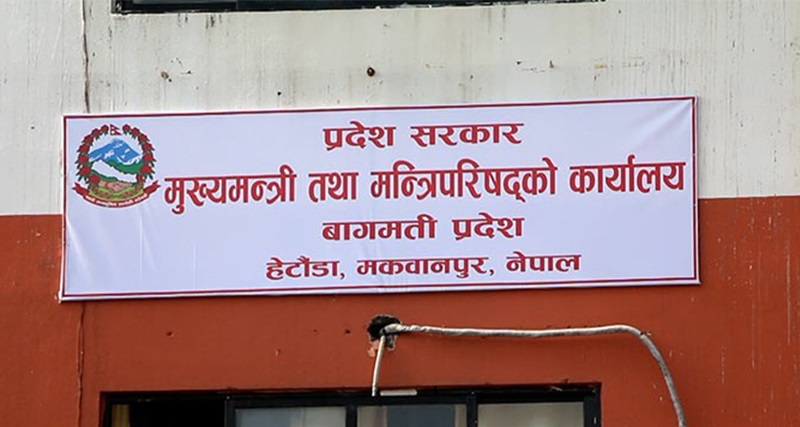 प्रदेश सरकार
मुख्यमन्त्री तथा मन्त्रिपरिषद्को कार्यालय
बागमती प्रदेश
हेटौंडा, मकवानपुर, नेपाल